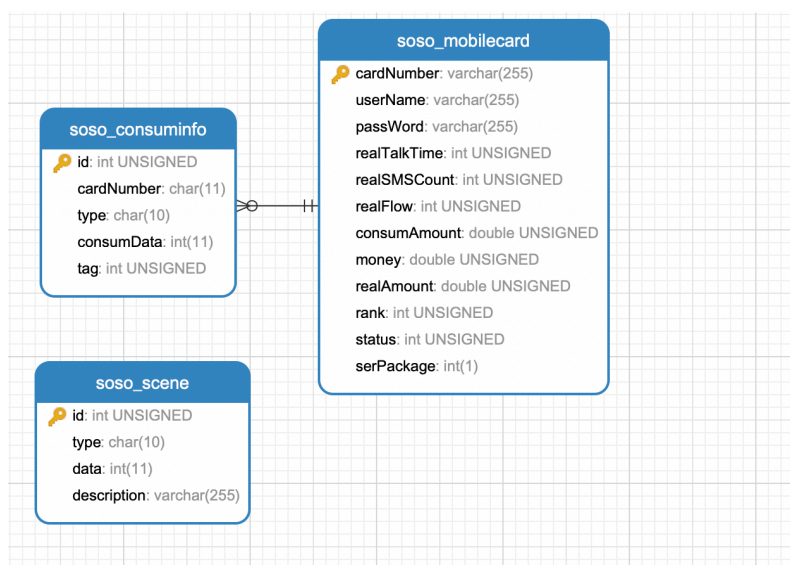 soso_mobilecard
cardNumber: varchar(255)
userName: varchar(255)
passWord: varchar(255)
realTalkTime: int UNSIGNED
realSMSCount: int UNSIGNED
realFlow: int UNSIGNED
consumAmount: double UNSIGNED
money: double UNSIGNED
realAmount: double UNSIGNED
rank: int UNSIGNED
status: int UNSIGNED
serPackage: int(1)
soso_consuminfo
id: int UNSIGNED
cardNumber: char(11)
type: char(10)
consumData: int(11)
tag: int UNSIGNED
soso_scene
id: int UNSIGNED
type: char(10)
data: int(11)
description: varchar(255)